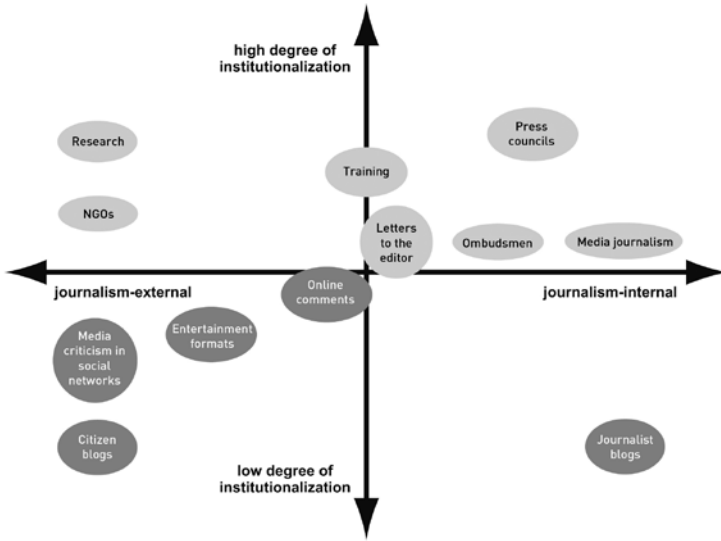 high degree of
institutionalization
Press
councils
Research
Training
NGOs
Letters
to the
editor
Ombudsmen
Media journalism
journalism-external
Online
comments
journalism-internal
Entertainment
formats
Media
criticism in
social
networks
Citizen
blogs
Journalist
blogs
low degree of
institutionalization